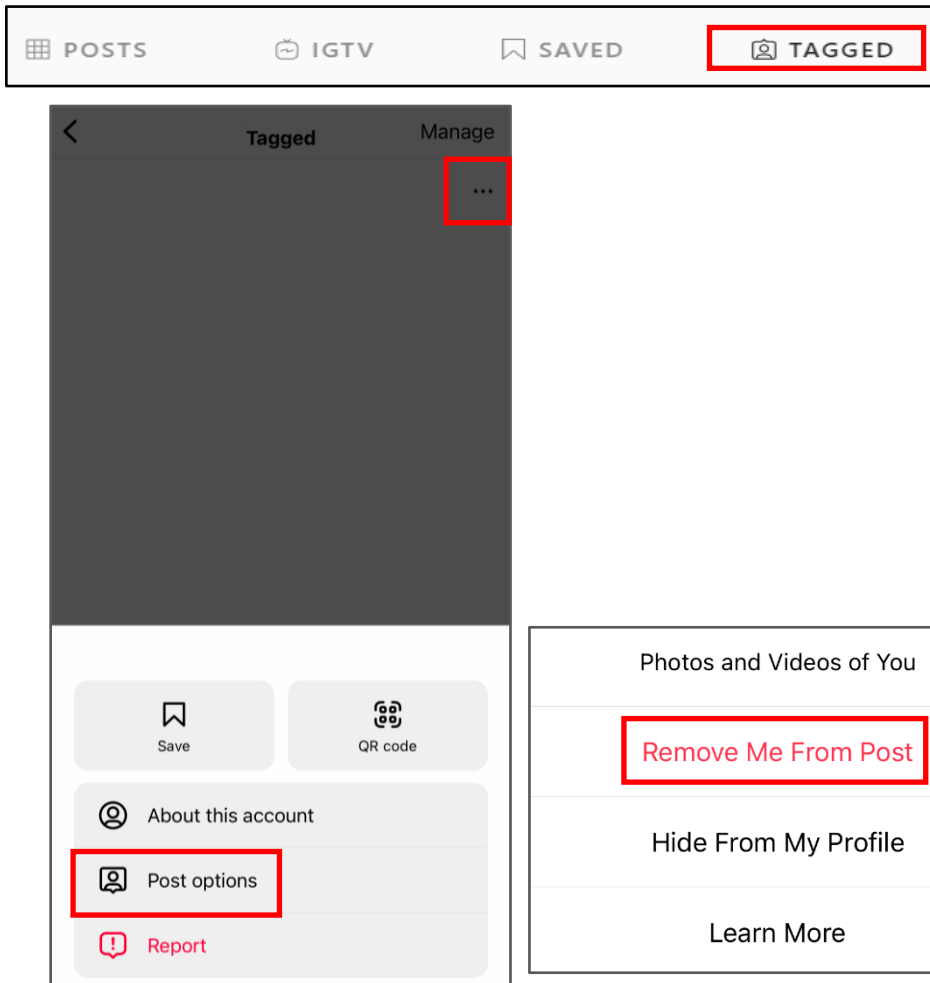 POSTS IGTV SAVED TAGGED
Tagged Manage
...
Save QR code
About this account
Post options
Report
Photos and Videos of You
Remove Me From Post
Hide From My Profile
Learn More